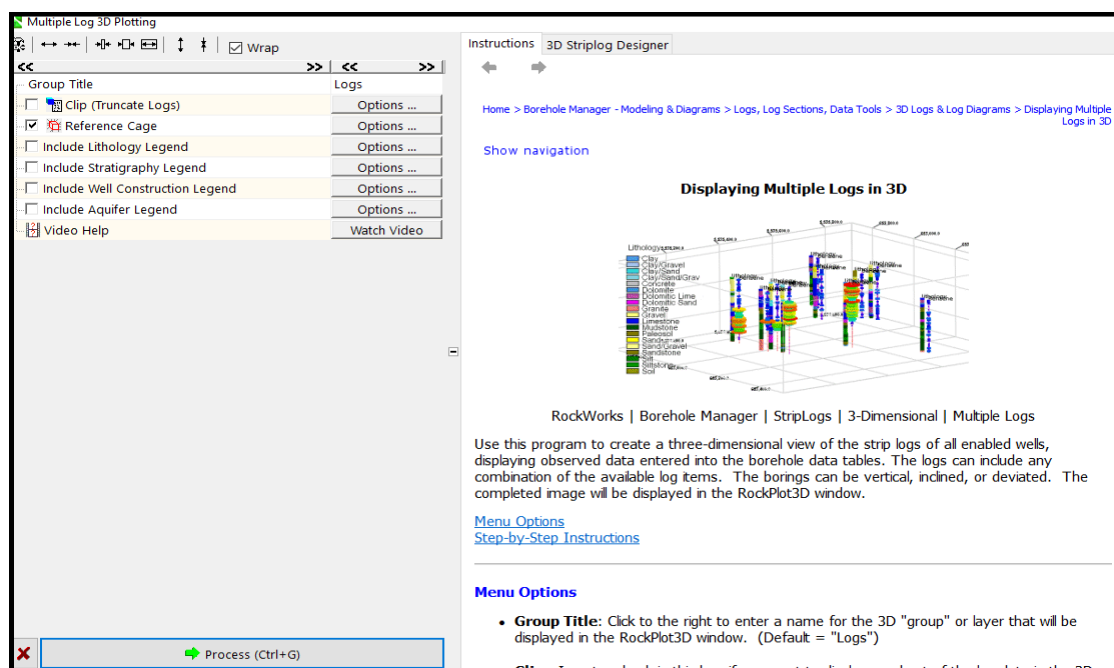 Multiple Log 3D Plotting
Wrap
<< >> << >>
Group Title Logs
Clip (Truncate Logs) Options ...
Reference Cage Options ...
Include Lithology Legend Options ...
Include Stratigraphy Legend Options ...
Include Well Construction Legend Options ...
Include Aquifer Legend Options ...
Video Help Watch Video
Process (Ctrl+G)
Instructions 3D Striplog Designer
Home > Borehole Manager - Modeling & Diagrams > Logs, Log Sections, Data Tools > 3D Logs & Log Diagrams > Displaying Multiple
Logs in 3D
Show navigation
Displaying Multiple Logs in 3D
Lithology
Clay
Clay/Gravel
Clay/Sand
Clay/Sand/Grav
Concrete
Dolomite
Dolomitic Lime
Dolomitic Sand
Granite
Gravel
Limestone
Mudstone
Paleosol
Sand
Sand/Gravel
Sandstone
Silt
Siltstone
Soil
RockWorks | Borehole Manager | StripLogs | 3-Dimensional | Multiple Logs
Use this program to create a three-dimensional view of the strip logs of all enabled wells,
displaying observed data entered into the borehole data tables. The logs can include any
combination of the available log items. The borings can be vertical, inclined, or deviated. The
completed image will be displayed in the RockPlot3D window.
Menu Options
Step-by-Step Instructions
Menu Options
• Group Title: Click to the right to enter a name for the 3D "group" or layer that will be
displayed in the RockPlot3D window. (Default = "Logs")